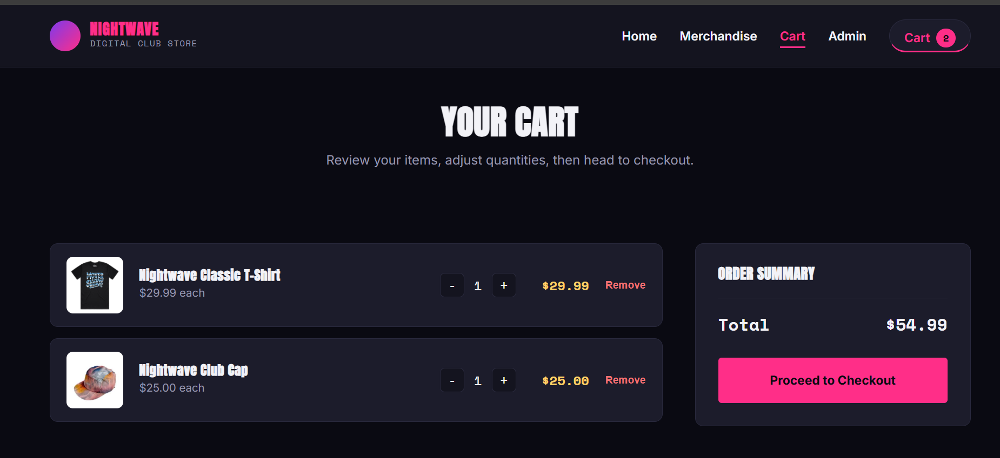 NIGHTWAVE
DIGITAL CLUB STORE
Home
Merchandise
Cart
Admin
Cart 2
YOUR CART
Review your items, adjust quantities, then head to checkout.
Nightwave Classic T-Shirt
$29.99 each
- 1 +
$29.99
Remove
Nightwave Club Cap
$25.00 each
- 1 +
$25.00
Remove
ORDER SUMMARY
Total $54.99
Proceed to Checkout